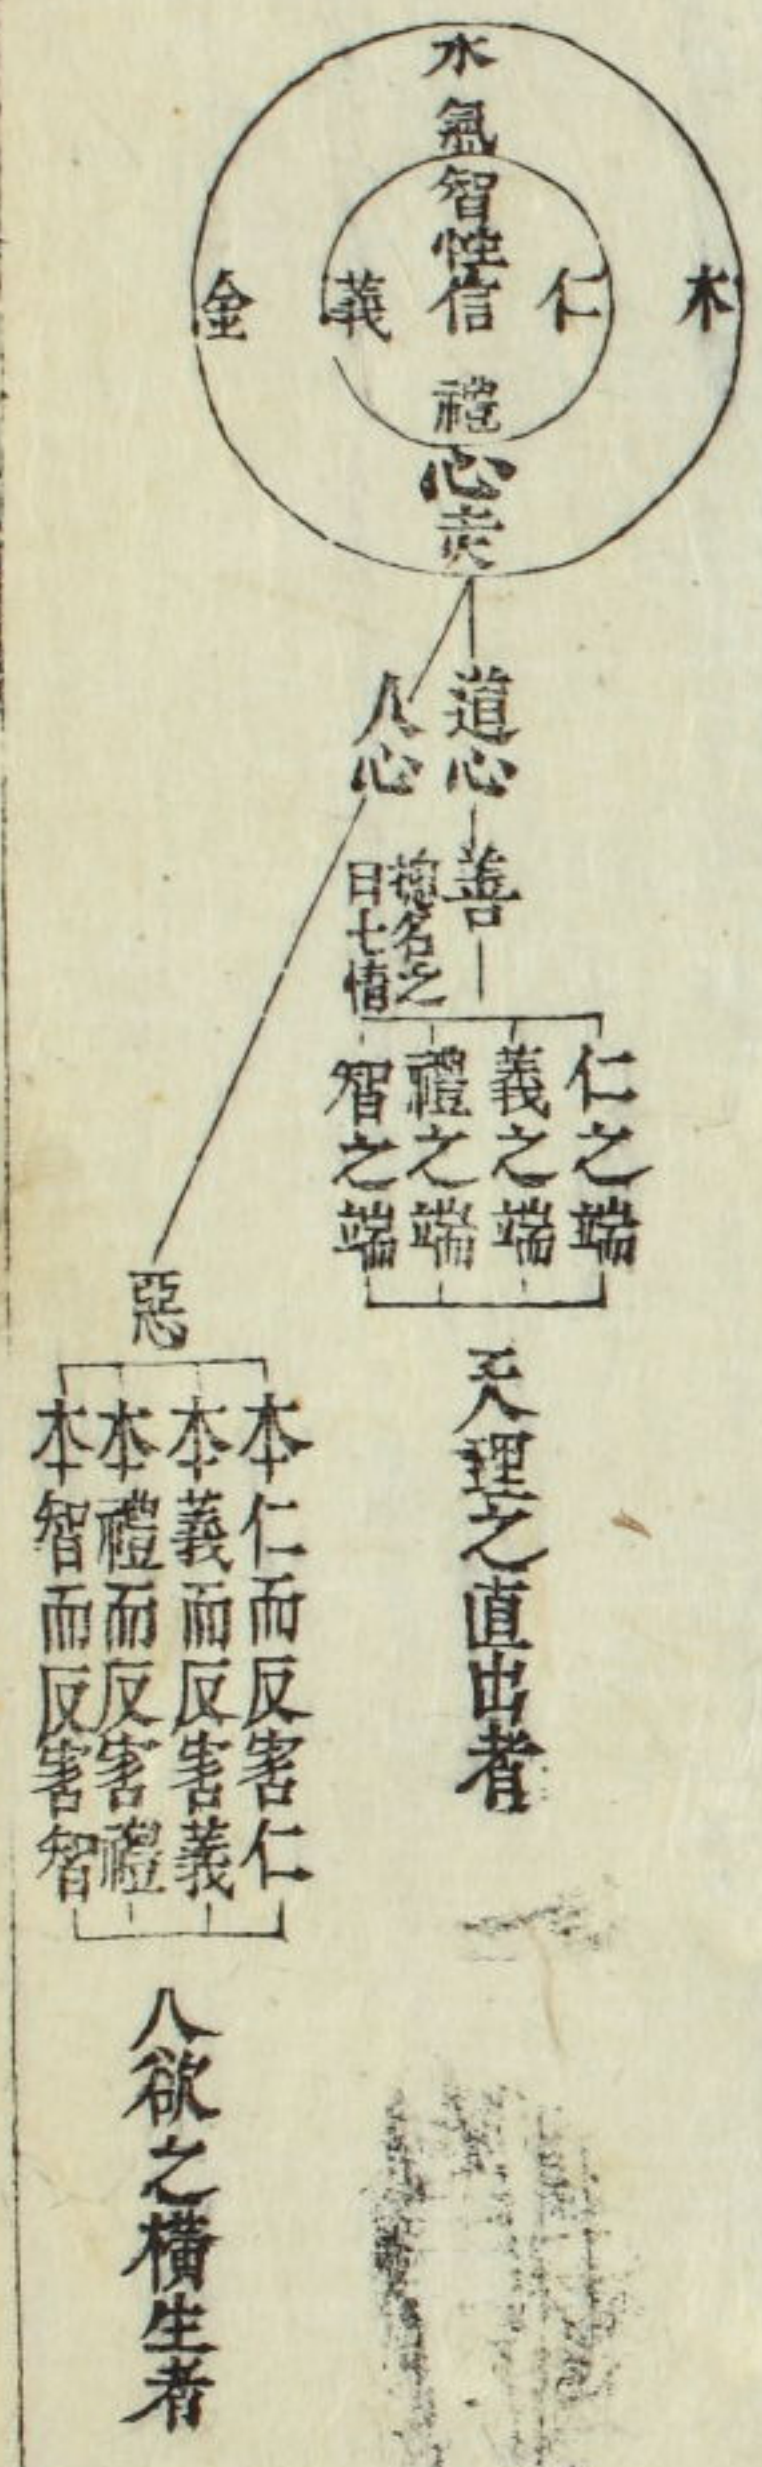 水
氣
智
性
信
禮
心
土
火
木
仁
義
金
道心
人心
善
揔名之
曰七情
仁之端
義之端
禮之端
智之端
天理之直出者
惡
本仁而反害仁
本義而反害義
本禮而反害禮
本智而反害智
人欲之橫生者